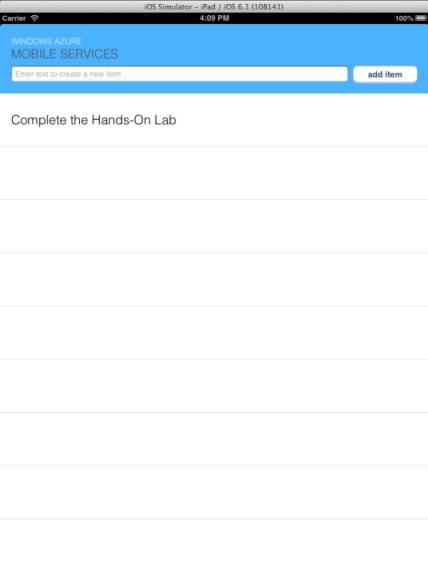 iOS Simulator - iPad / iOS 6.1 (10B141)
Carrier 4:09 PM 100%
WINDOWS AZURE
MOBILE SERVICES
Enter text to create a new item add item
Complete the Hands-On Lab